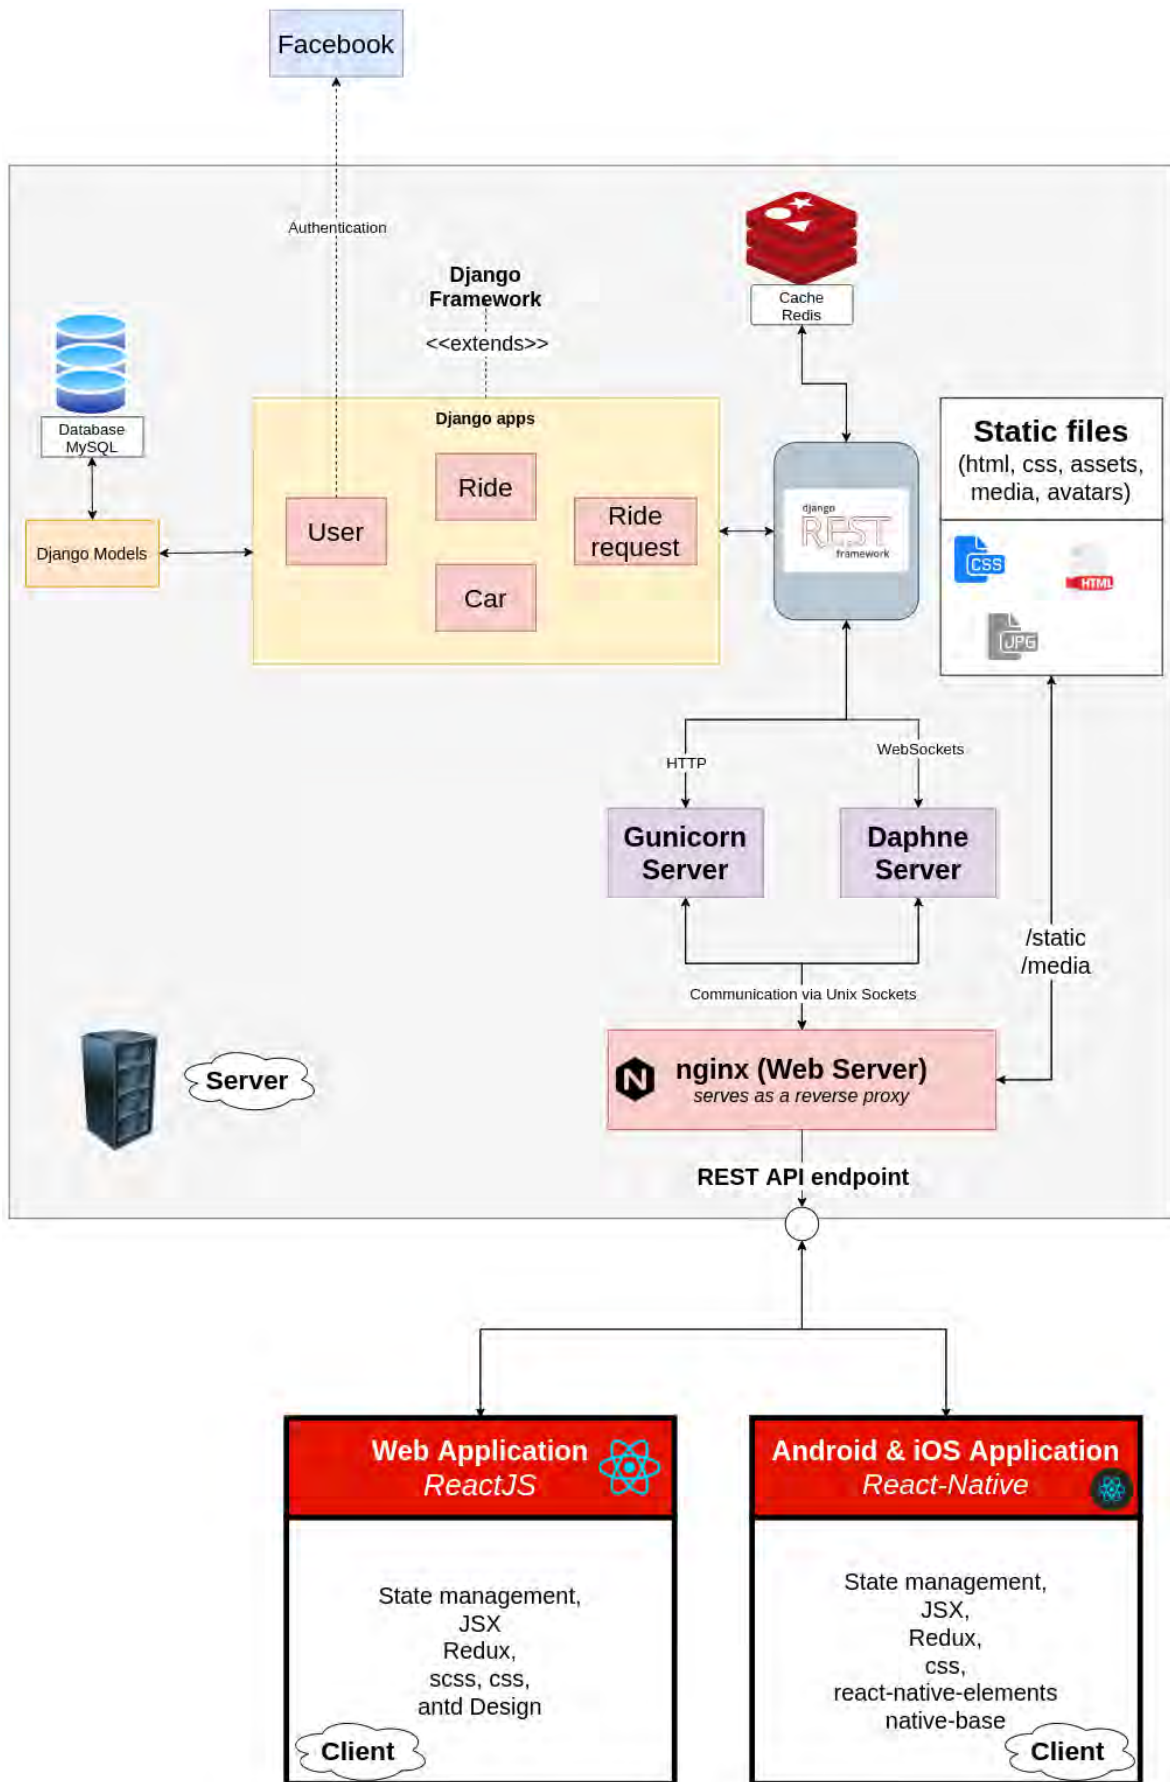 Facebook
Authentication
Django
Framework
<<extends>>
Cache
Redis
Database
MySQL
Django Models
Django apps
User
Ride
Car
Ride
request
django
REST
framework
Static files
(html, css, assets,
media, avatars)
CSS
HTML
JPG
HTTP
WebSockets
Gunicorn
Server
Daphne
Server
/static
/media
Communication via Unix Sockets
N
nginx (Web Server)
serves as a reverse proxy
Server
REST API endpoint
Web Application
ReactJS
State management,
JSX
Redux,
scss, css,
antd Design
Client
Android & iOS Application
React-Native
State management,
JSX,
Redux,
css,
react-native-elements
native-base
Client